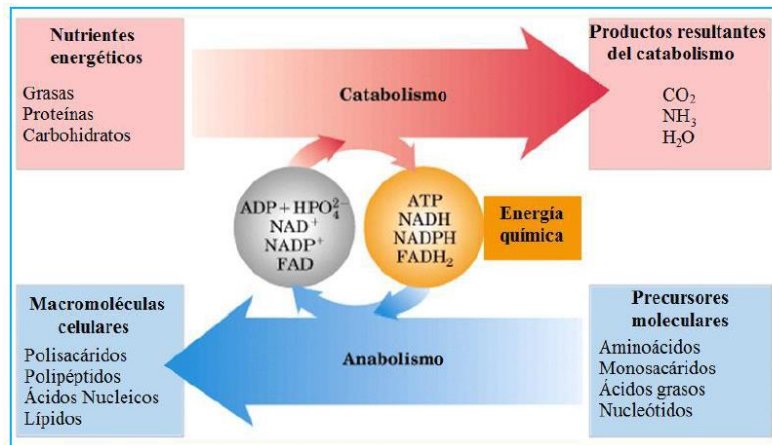 Nutrientes
energéticos
Grasas
Proteínas
Carbohidratos
Catabolismo
Productos resultantes
del catabolismo
CO₂
NH₃
H₂O
ADP + HPO₄²⁻
NAD⁺
NADP⁺
FAD
ATP
NADH
NADPH
FADH₂
Energía
química
Macromoléculas
celulares
Polisacáridos
Polipéptidos
Ácidos Nucleicos
Lípidos
Anabolismo
Precursores
moleculares
Aminoácidos
Monosacáridos
Ácidos grasos
Nucleótidos